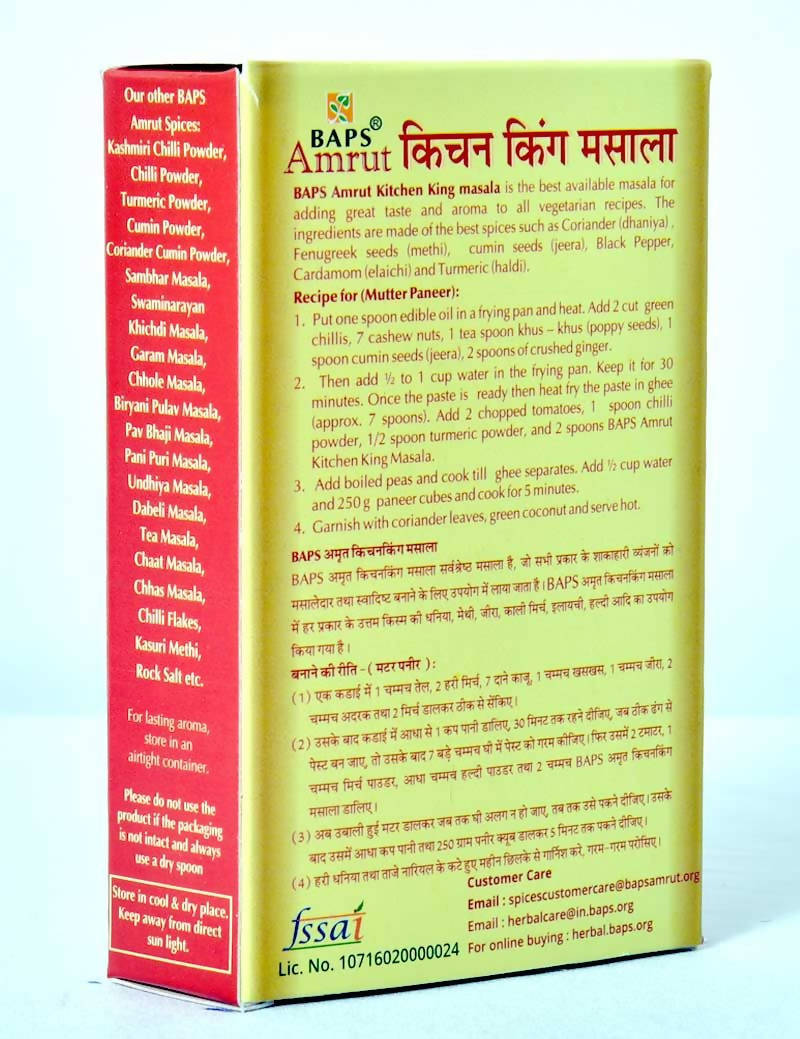 Our other BAPS
Amrut Spices:
Kashmiri Chilli Powder,
Chilli Powder,
Turmeric Powder,
Cumin Powder,
Coriander Cumin Powder,
Sambhar Masala,
Swaminarayan
Khichdi Masala,
Garam Masala,
Chhole Masala,
Biryani Pulav Masala,
Pav Bhaji Masala,
Pani Puri Masala,
Undhiya Masala,
Dabeli Masala,
Tea Masala,
Chaat Masala,
Chhas Masala,
Chilli Flakes,
Kasuri Methi,
Rock Salt etc.
For lasting aroma,
store in an
airtight container.
Please do not use the
product if the packaging
is not intact and always
use a dry spoon
Store in cool & dry place.
Keep away from direct
sun light.
BAPS®
Amrut किचन किंग मसाला
BAPS Amrut Kitchen King masala is the best available masala for
adding great taste and aroma to all vegetarian recipes. The
ingredients are made of the best spices such as Coriander (dhaniya) ,
Fenugreek seeds (methi), cumin seeds (jeera), Black Pepper,
Cardamom (elaichi) and Turmeric (haldi).
Recipe for (Mutter Paneer):
1. Put one spoon edible oil in a frying pan and heat. Add 2 cut green
chillis, 7 cashew nuts, 1 tea spoon khus – khus (poppy seeds), 1
spoon cumin seeds (jeera), 2 spoons of crushed ginger.
2. Then add ½ to 1 cup water in the frying pan. Keep it for 30
minutes. Once the paste is ready then heat fry the paste in ghee
(approx. 7 spoons). Add 2 chopped tomatoes, 1 spoon chilli
powder, 1/2 spoon turmeric powder, and 2 spoons BAPS Amrut
Kitchen King Masala.
3. Add boiled peas and cook till ghee separates. Add ½ cup water
and 250 g paneer cubes and cook for 5 minutes.
4. Garnish with coriander leaves, green coconut and serve hot.
BAPS अमृत किचनकिंग मसाला
BAPS अमृत किचनकिंग मसाला सर्वश्रेष्ठ मसाला है, जो सभी प्रकार के शाकाहारी व्यंजनों को
मसालेदार तथा स्वादिष्ट बनाने के लिए उपयोग में लाया जाता है। BAPS अमृत किचनकिंग मसाला
में हर प्रकार के उत्तम किस्म की धनिया, मेथी, जीरा, काली मिर्च, इलायची, हल्दी आदि का उपयोग
किया गया है।
बनाने की रीति - ( मटर पनीर ) :
(1) एक कडाई में 1 चम्मच तेल, 2 हरी मिर्च, 7 दाने काजू, 1 चम्मच खसखस, 1 चम्मच जीरा, 2
चम्मच अदरक तथा 2 मिर्च डालकर ठीक से सेंकिए।
(2) उसके बाद कडाई में आधा से 1 कप पानी डालिए, 30 मिनट तक रहने दीजिए, जब ठीक ढंग से
पेस्ट बन जाए, तो उसके बाद 7 बड़े चम्मच घी में पेस्ट को गरम कीजिए। फिर उसमें 2 टमाटर, 1
चम्मच मिर्च पाउडर, आधा चम्मच हल्दी पाउडर तथा 2 चम्मच BAPS अमृत किचनकिंग
मसाला डालिए।
(3) अब उबाली हुई मटर डालकर जब तक घी अलग न हो जाए, तब तक उसे पकने दीजिए। उसके
बाद उसमें आधा कप पानी तथा 250 ग्राम पनीर क्यूब डालकर 5 मिनट तक पकने दीजिए।
(4) हरी धनिया तथा ताजे नारियल के कटे हुए महीन छिलके से गार्निश करे, गरम-गरम परोसिए।
Customer Care
Email : spicescustomercare@bapsamrut.org
Email : herbalcare@in.baps.org
For online buying : herbal.baps.org
fssai
Lic. No. 10716020000024